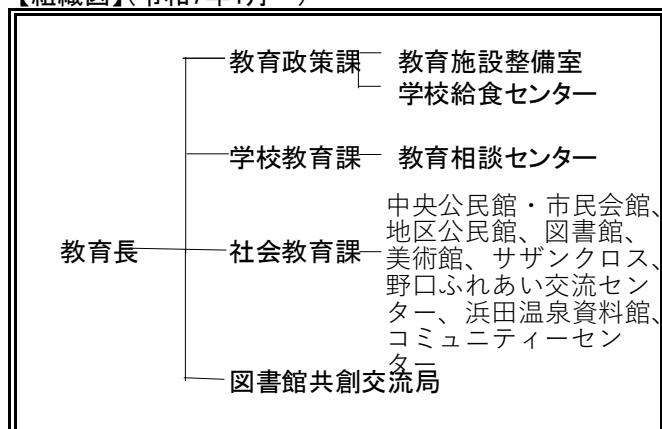 教育政策課 教育施設整備室
学校給食センター
学校教育課 教育相談センター
教育長
社会教育課
中央公民館・市民会館、
地区公民館、図書館、
美術館、サザンクロス、
野口ふれあい交流セン
ター、浜田温泉資料館、
コミュニティーセン
ター
図書館共創交流局